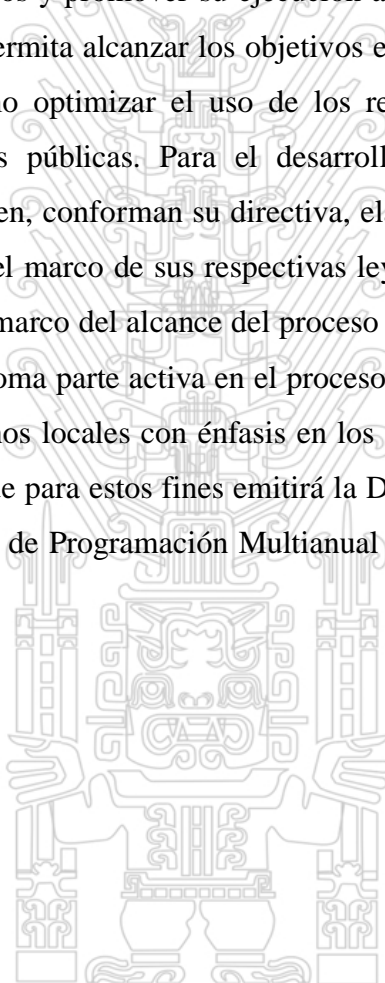 os y promover su ejecución a
ermita alcanzar los objetivos e
no optimizar el uso de los re
s públicas. Para el desarroll
en, conforman su directiva, el
el marco de sus respectivas ley
marco del alcance del proceso
oma parte activa en el proceso
nos locales con énfasis en los
e para estos fines emitirá la D
de Programación Multianual